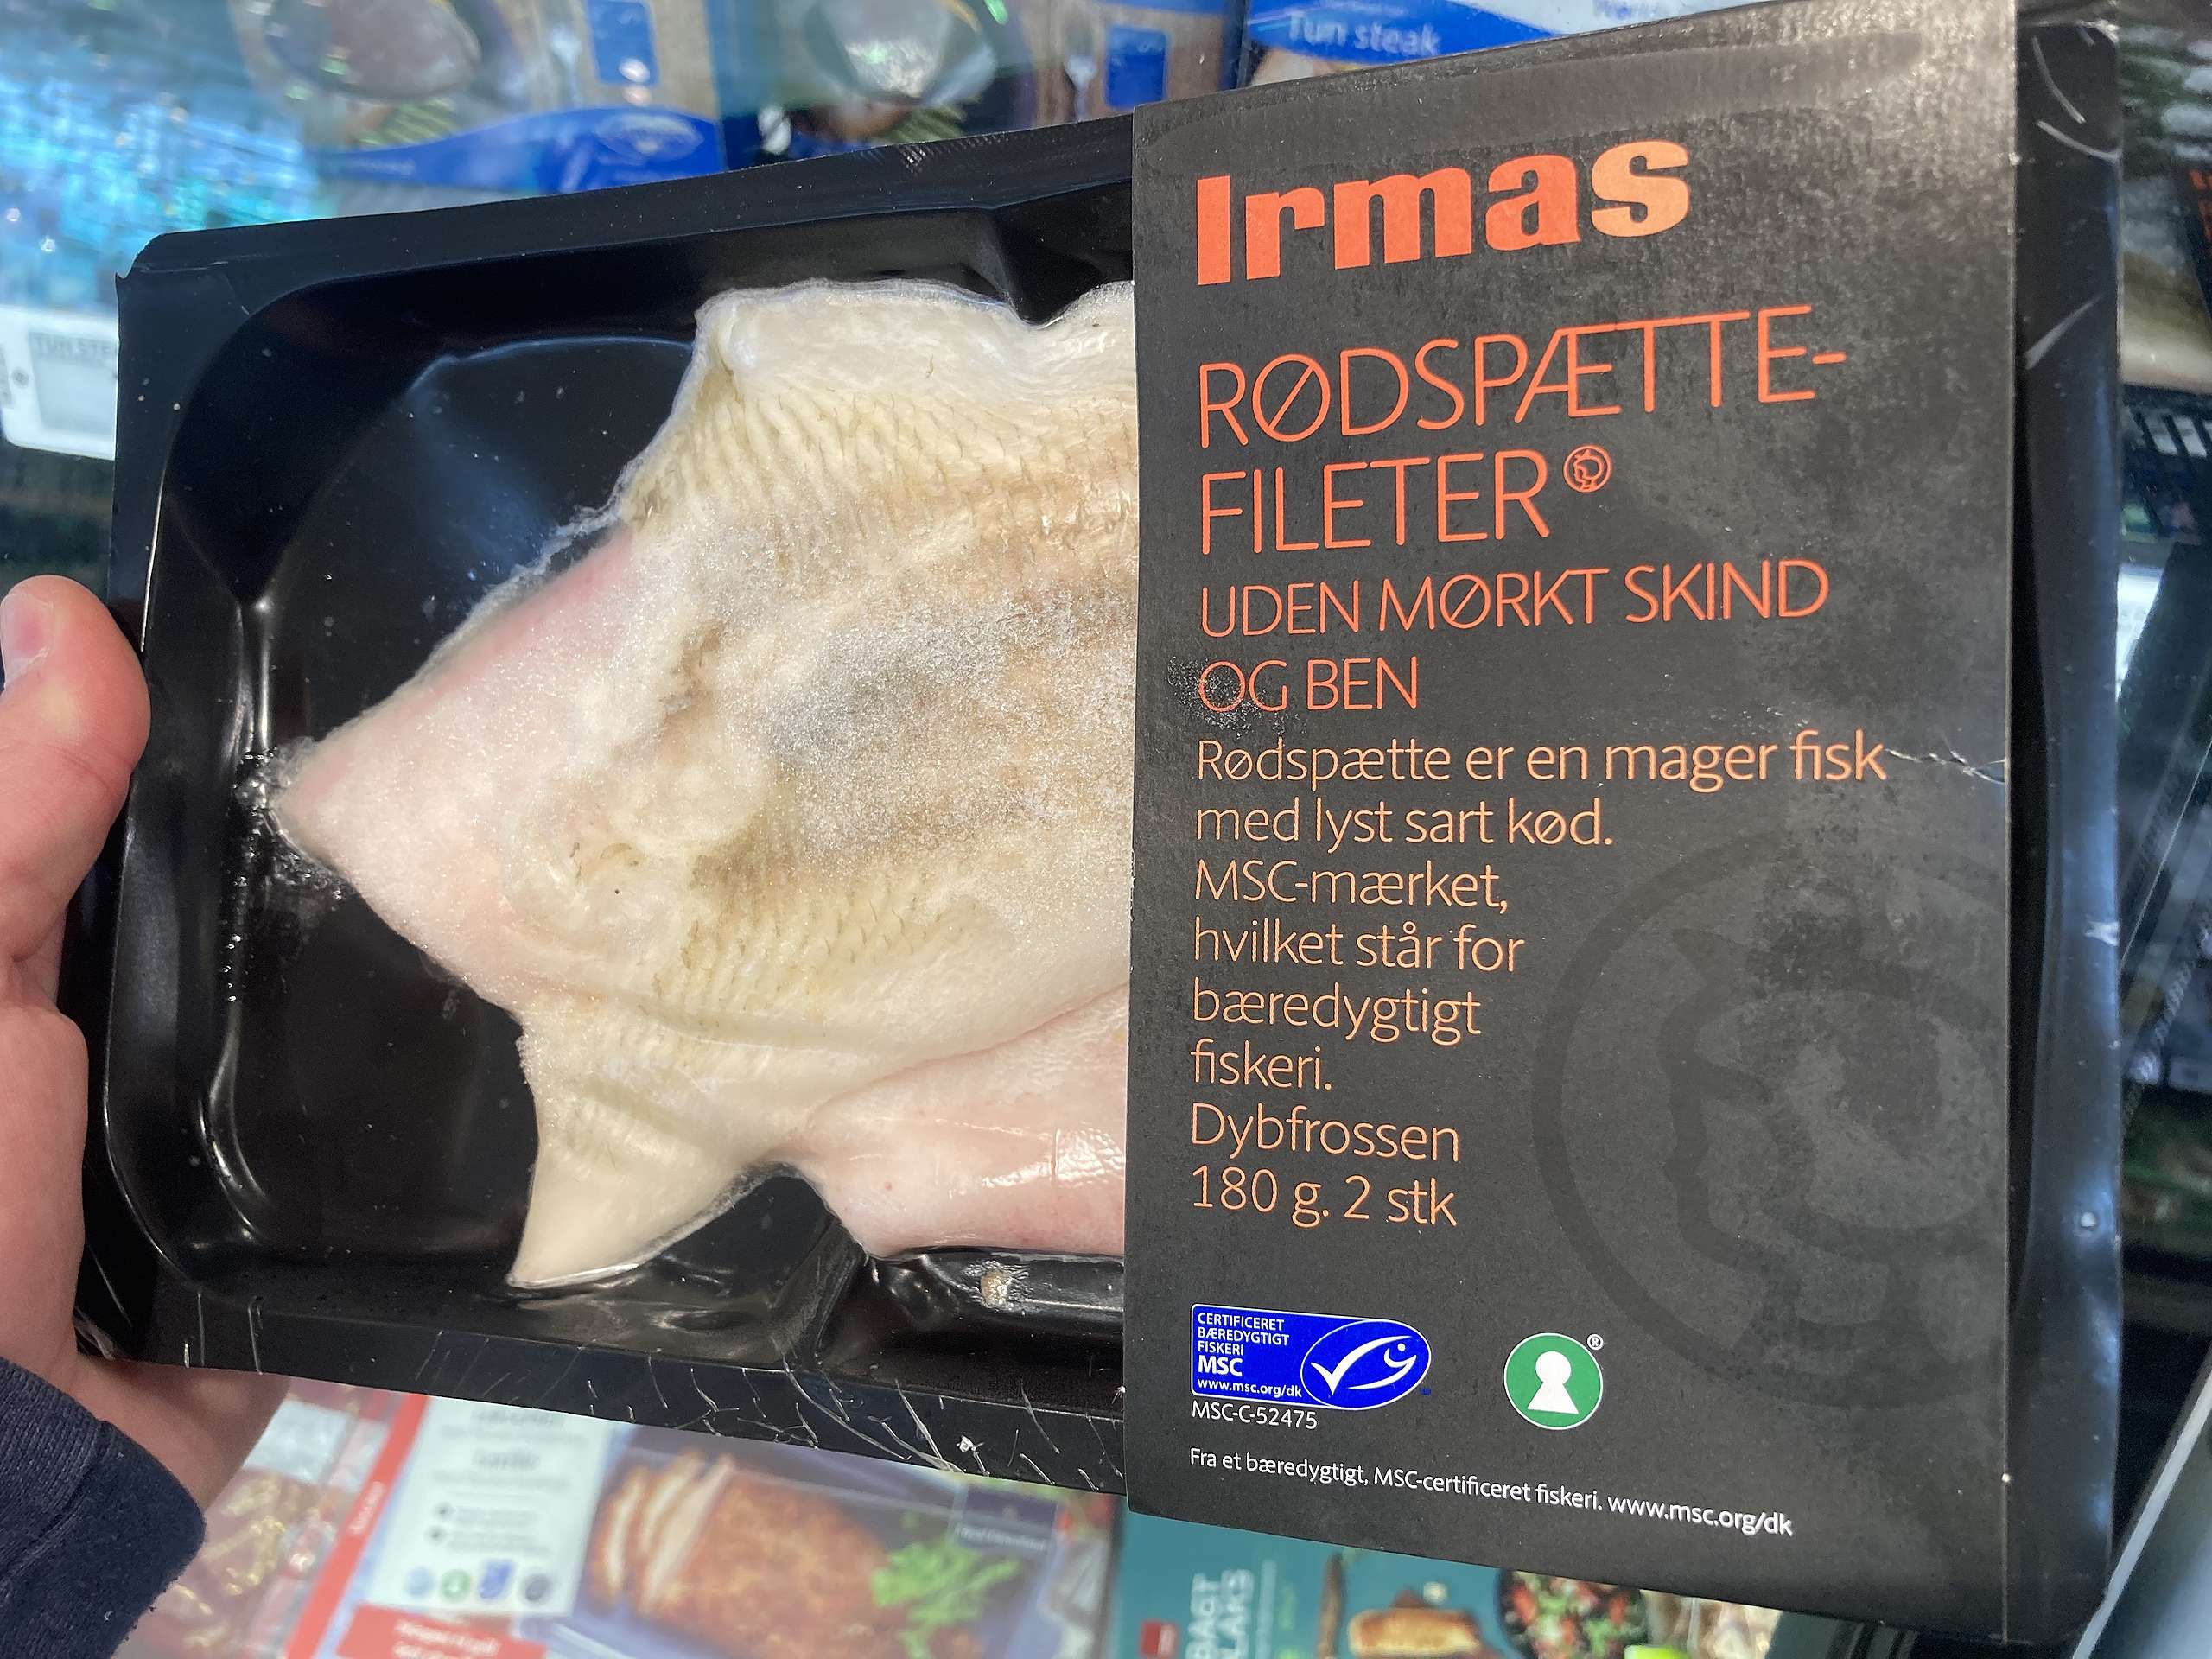 Tun steak
Irmas
RØDSPÆTTE-
FILETER
UDEN MØRKT SKIND
OG BEN
Rødspætte er en mager fisk
med lyst sart kød.
MSC-mærket,
hvilket står for
bæredygtigt
fiskeri.
Dybfrossen
180 g. 2 stk
CERTIFICERET
BÆREDYGTIGT
FISKERI
MSC
www.msc.org/dk
MSC-C-52475
®
Fra et bæredygtigt, MSC-certificeret fiskeri. www.msc.org/dk